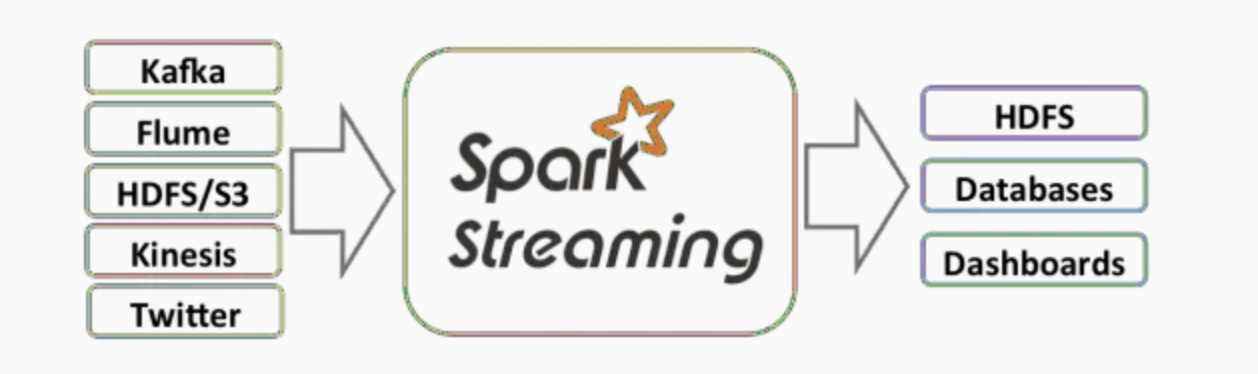 Kafka
Flume
HDFS/S3
Kinesis
Twitter
Spark
Streaming
HDFS
Databases
Dashboards